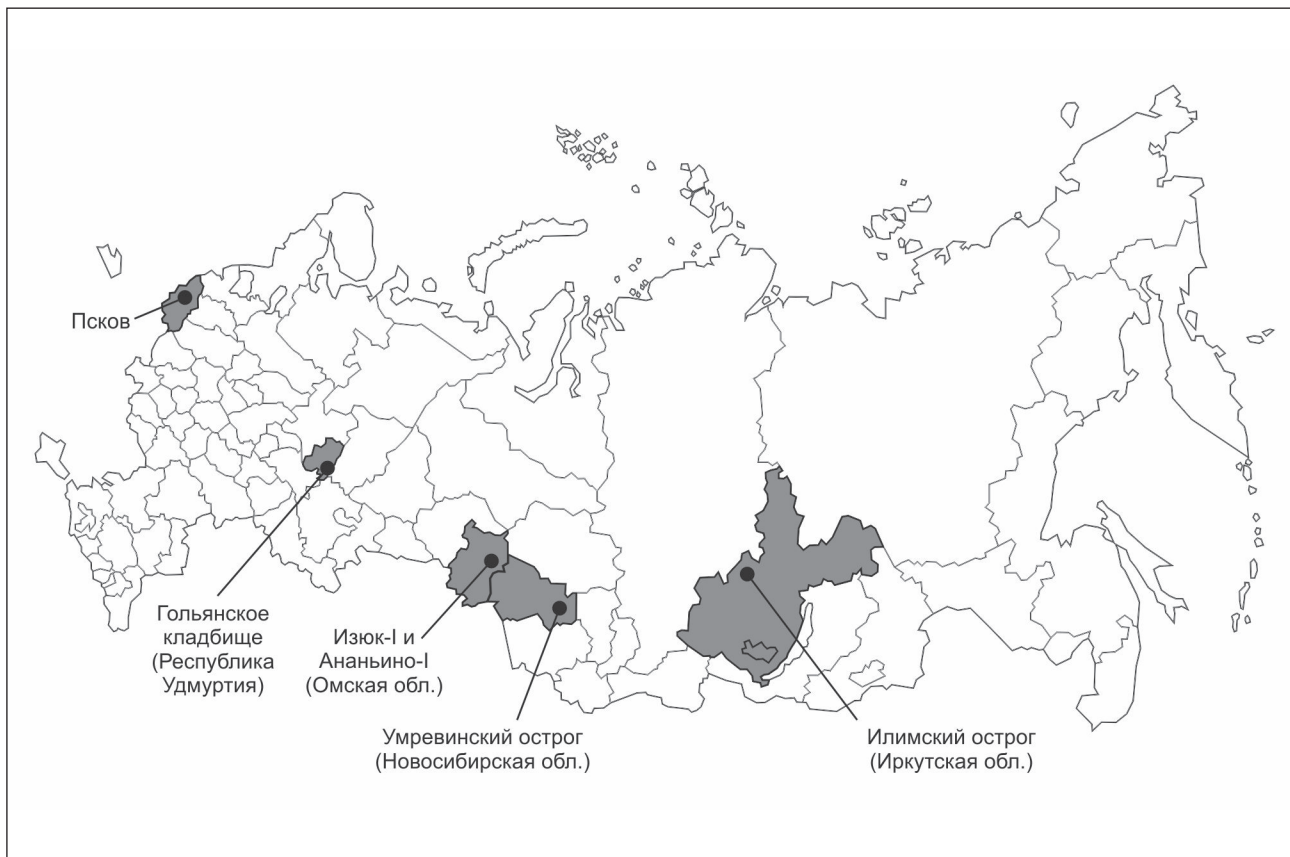 Псков
Гольянское
кладбище
(Республика
Удмуртия)
Изюк-I и
Ананьино-I
(Омская обл.)
Умревинский острог
(Новосибирская обл.)
Илимский острог
(Иркутская обл.)